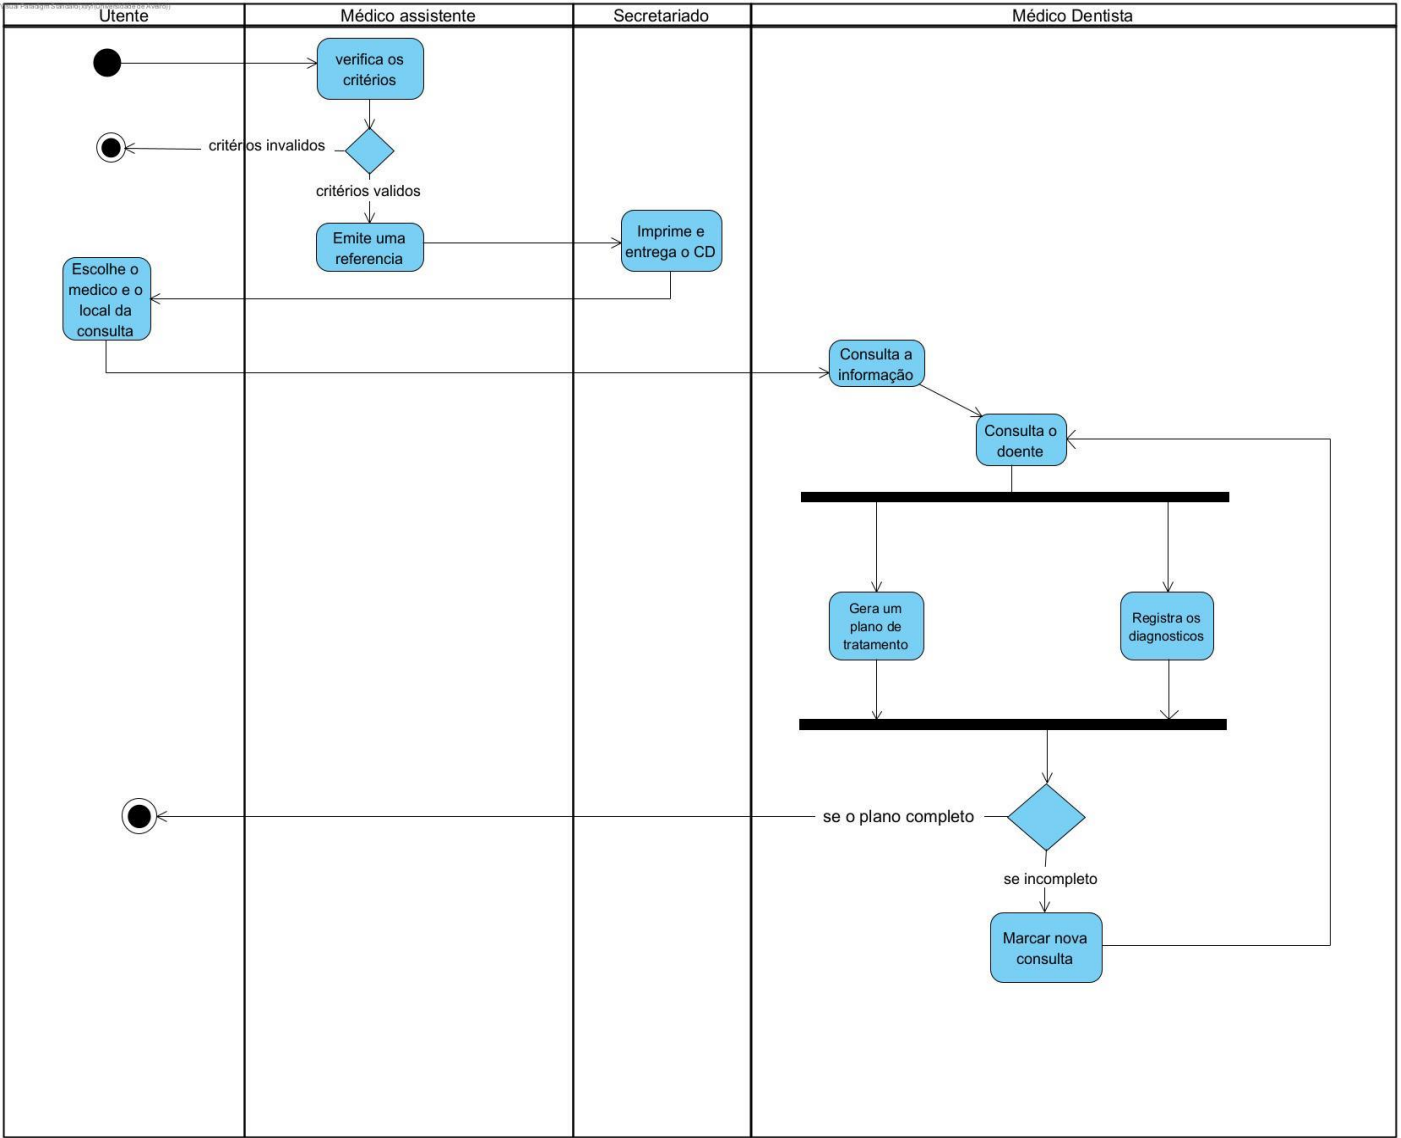 Utente
Médico assistente
Secretariado
Médico Dentista
verifica os
critérios
critérios invalidos
critérios validos
Emite uma
referencia
Imprime e
entrega o CD
Escolhe o
medico e o
local da
consulta
Consulta a
informação
Consulta o
doente
Gera um
plano de
tratamento
Registra os
diagnosticos
se o plano completo
se incompleto
Marcar nova
consulta